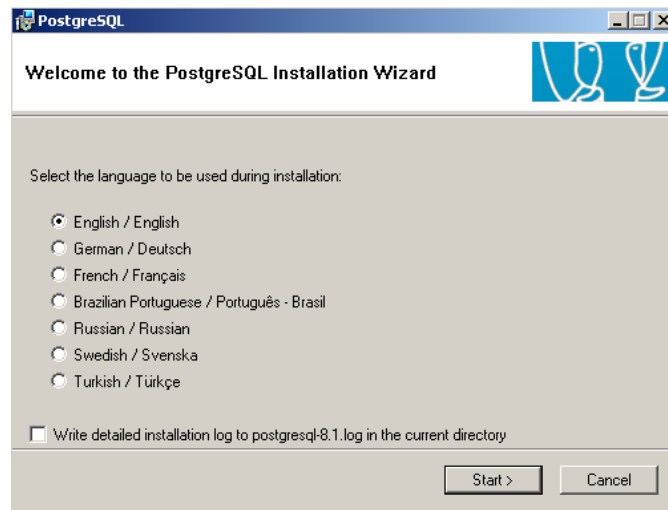 PostgreSQL
Welcome to the PostgreSQL Installation Wizard
Select the language to be used during installation:
English / English
German / Deutsch
French / Français
Brazilian Portuguese / Português - Brasil
Russian / Russian
Swedish / Svenska
Turkish / Türkçe
Write detailed installation log to postgresql-8.1.log in the current directory
Start >
Cancel